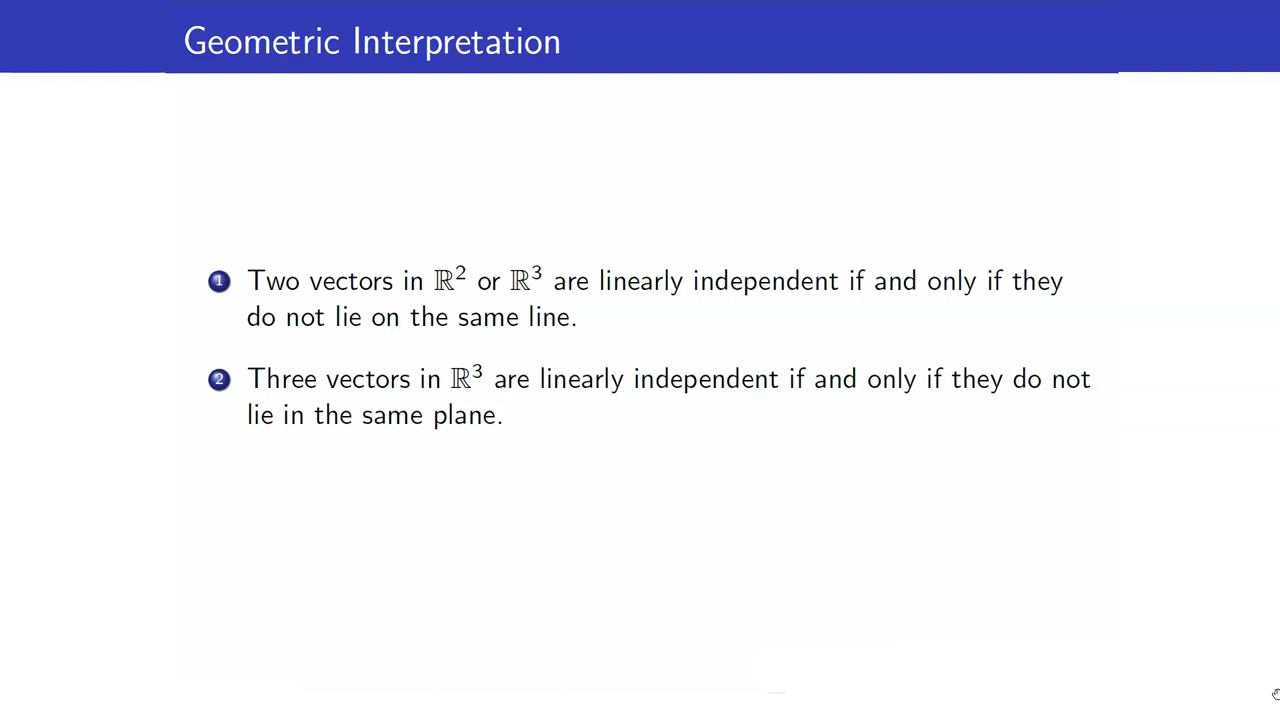 Geometric Interpretation
1 Two vectors in ℝ² or ℝ³ are linearly independent if and only if they
do not lie on the same line.
2 Three vectors in ℝ³ are linearly independent if and only if they do not
lie in the same plane.